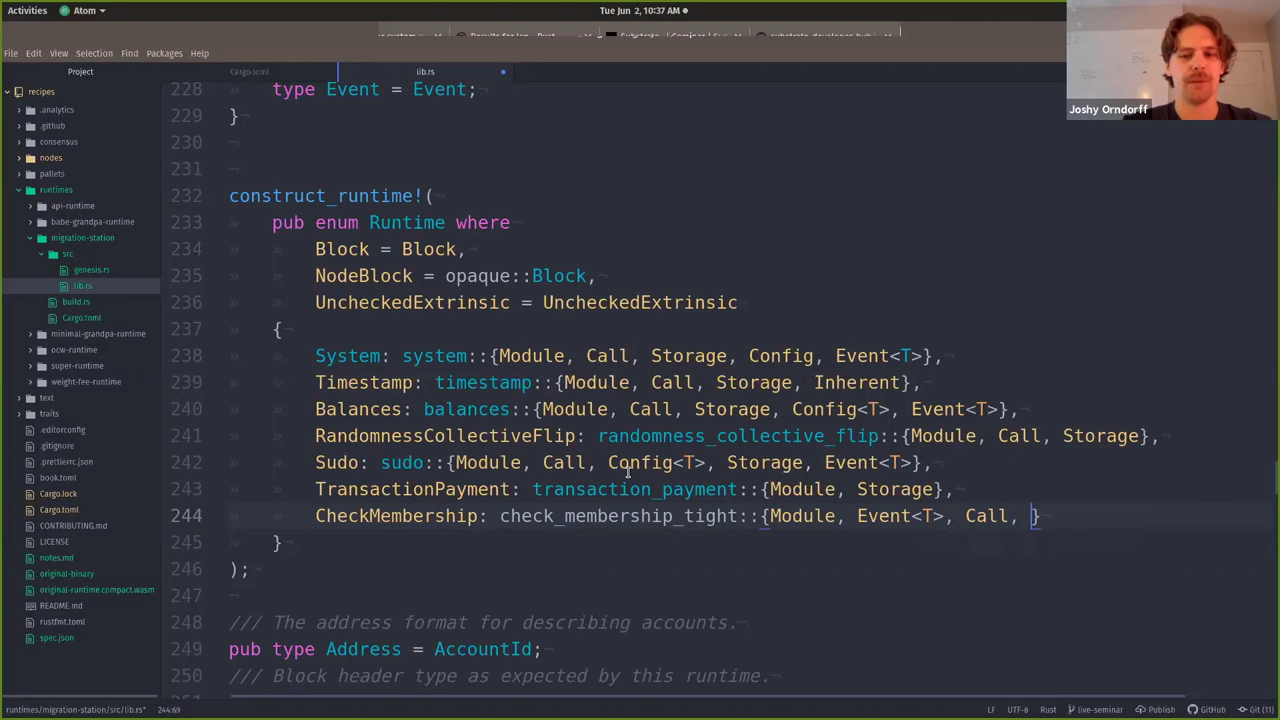 Activities
Atom
Tue Jun 2, 10:37 AM
File Edit View Selection Find Packages Help
Joshy Orndorff
Project
Cargo.toml
lib.rs
recipes
.analytics
.github
consensus
nodes
pallets
runtimes
api-runtime
babe-grandpa-runtime
migration-station
src
genesis.rs
lib.rs
build.rs
Cargo.toml
minimal-grandpa-runtime
ocw-runtime
super-runtime
weight-fee-runtime
text
traits
.editorconfig
.gitignore
.prettierrc.json
book.toml
Cargo.lock
Cargo.toml
CONTRIBUTING.md
LICENSE
notes.md
original-binary
original-runtime.compact.wasm
README.md
rustfmt.toml
spec.json
228 type Event = Event;
229 }
230
231
232 construct_runtime!(
233 pub enum Runtime where
234 Block = Block,
235 NodeBlock = opaque::Block,
236 UncheckedExtrinsic = UncheckedExtrinsic
237 {
238 System: system::{Module, Call, Storage, Config, Event<T>},
239 Timestamp: timestamp::{Module, Call, Storage, Inherent},
240 Balances: balances::{Module, Call, Storage, Config<T>, Event<T>},
241 RandomnessCollectiveFlip: randomness_collective_flip::{Module, Call, Storage},
242 Sudo: sudo::{Module, Call, Config<T>, Storage, Event<T>},
243 TransactionPayment: transaction_payment::{Module, Storage},
244 CheckMembership: check_membership_tight::{Module, Event<T>, Call, }
245 }
246 );
247
248 /// The address format for describing accounts.
249 pub type Address = AccountId;
250 /// Block header type as expected by this runtime.
runtimes/migration-station/src/lib.rs* 244:69
LF UTF-8 Rust live-seminar Publish GitHub Git (11)